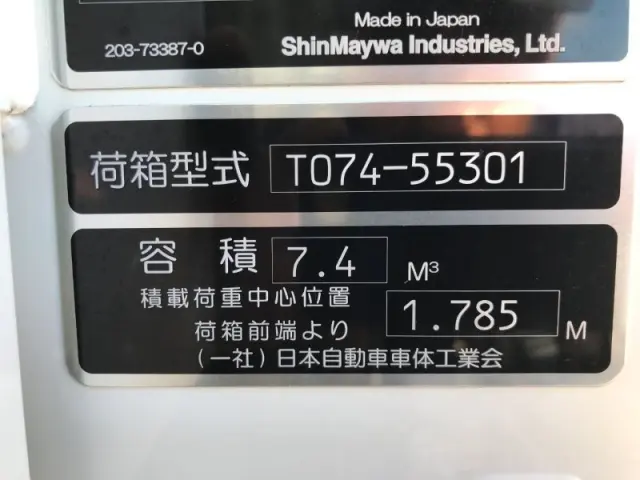 Made in Japan
203-73387-0 ShinMaywa Industries, Ltd.
荷箱型式 T074-55301
容積 7.4 M³
積載荷重中心位置
荷箱前端より 1.785 M
(一社)日本自動車車体工業会